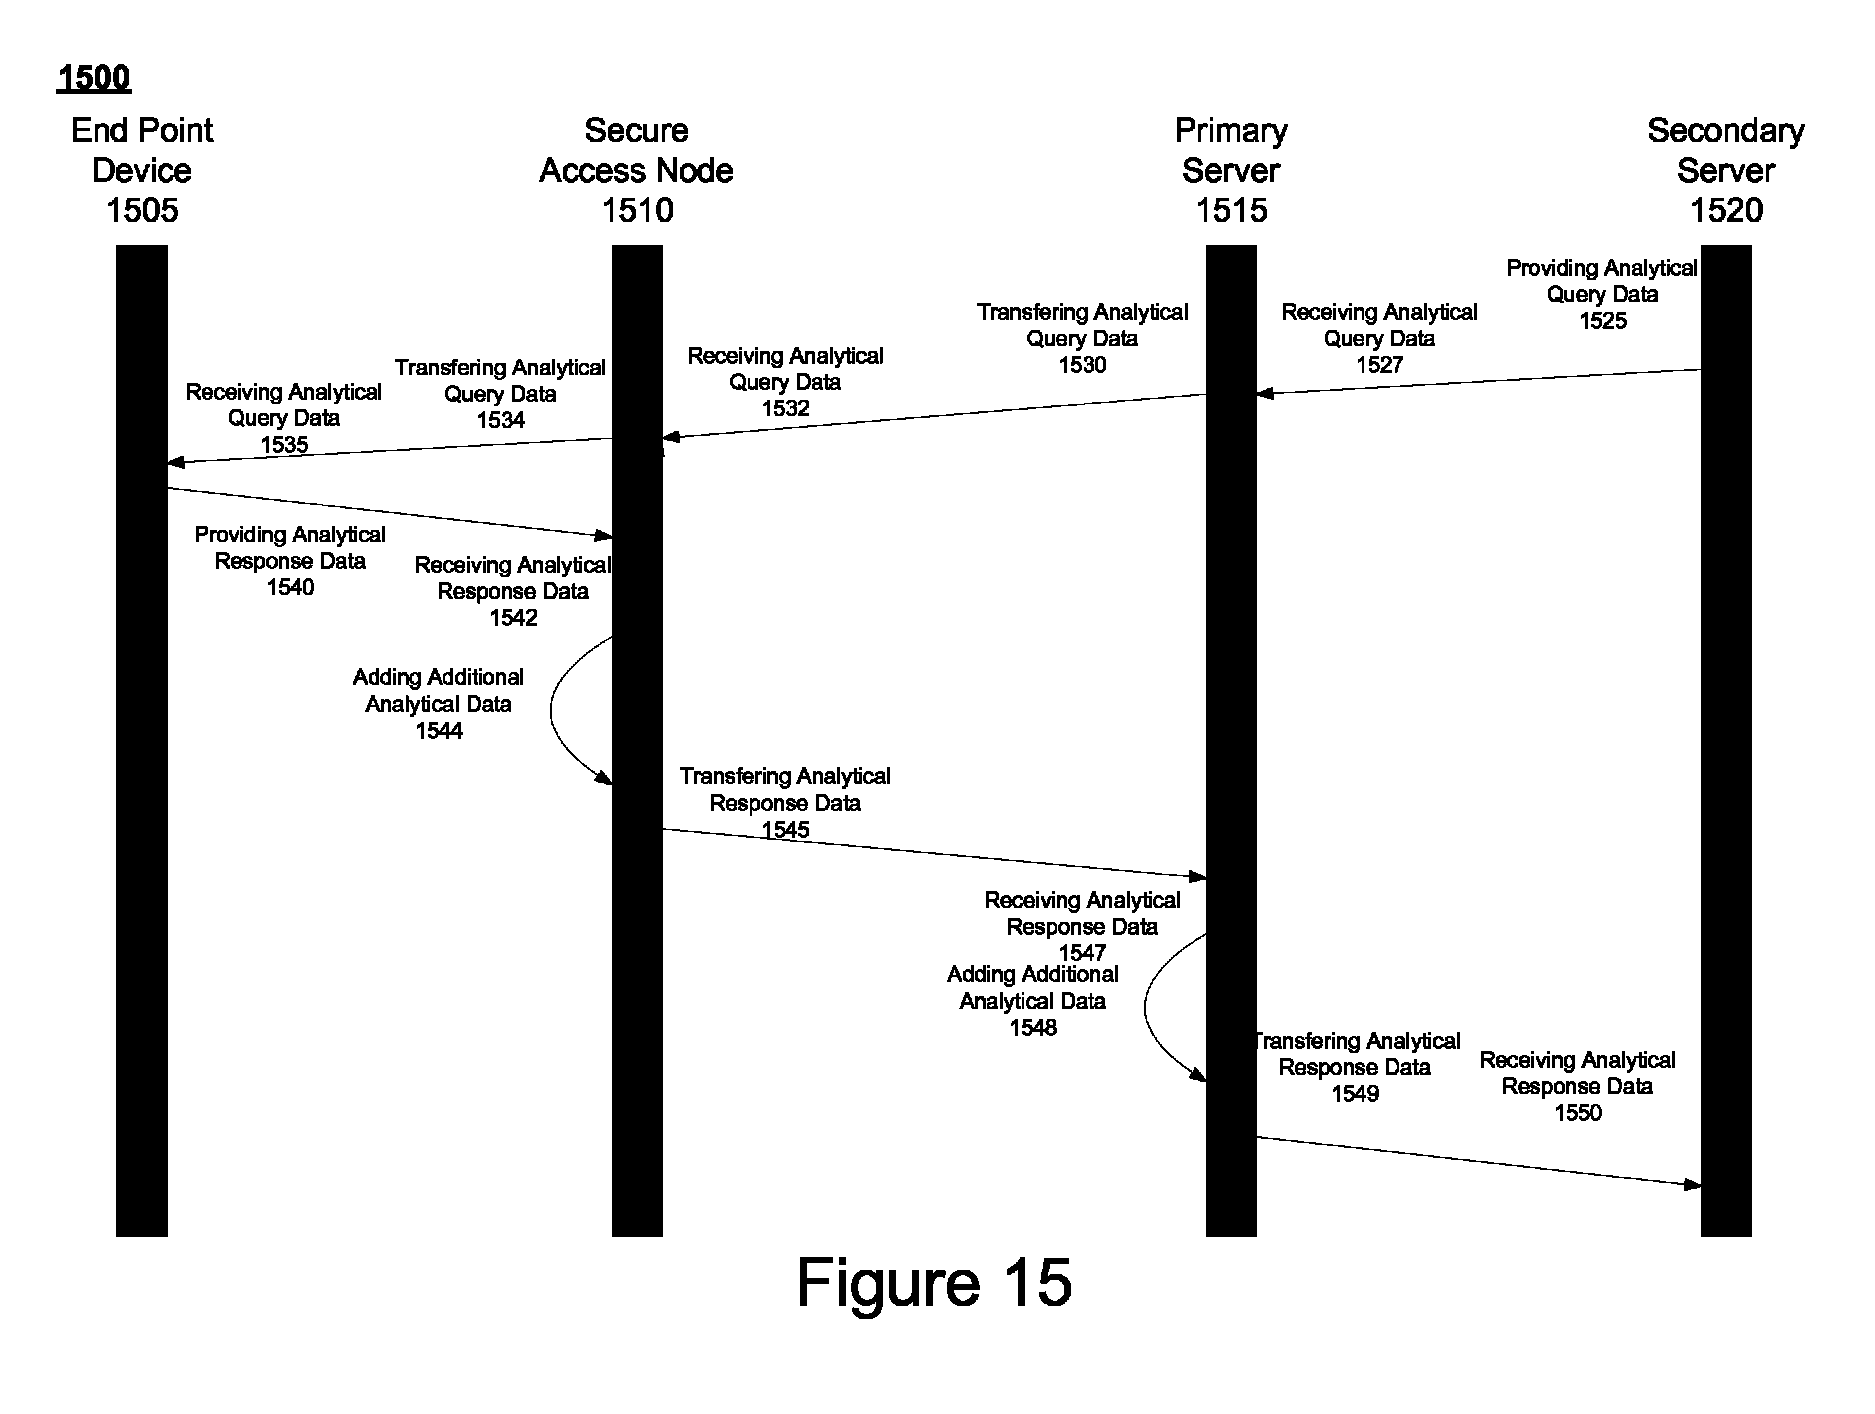 1500
End Point
Device
1505
Secure
Access Node
1510
Primary
Server
1515
Secondary
Server
1520
Providing Analytical
Query Data
1525
Receiving Analytical
Query Data
1527
Transfering Analytical
Query Data
1530
Receiving Analytical
Query Data
1532
Transfering Analytical
Query Data
1534
Receiving Analytical
Query Data
1535
Providing Analytical
Response Data
1540
Receiving Analytical
Response Data
1542
Adding Additional
Analytical Data
1544
Transfering Analytical
Response Data
1545
Receiving Analytical
Response Data
1547
Adding Additional
Analytical Data
1548
Transfering Analytical
Response Data
1549
Receiving Analytical
Response Data
1550
Figure 15